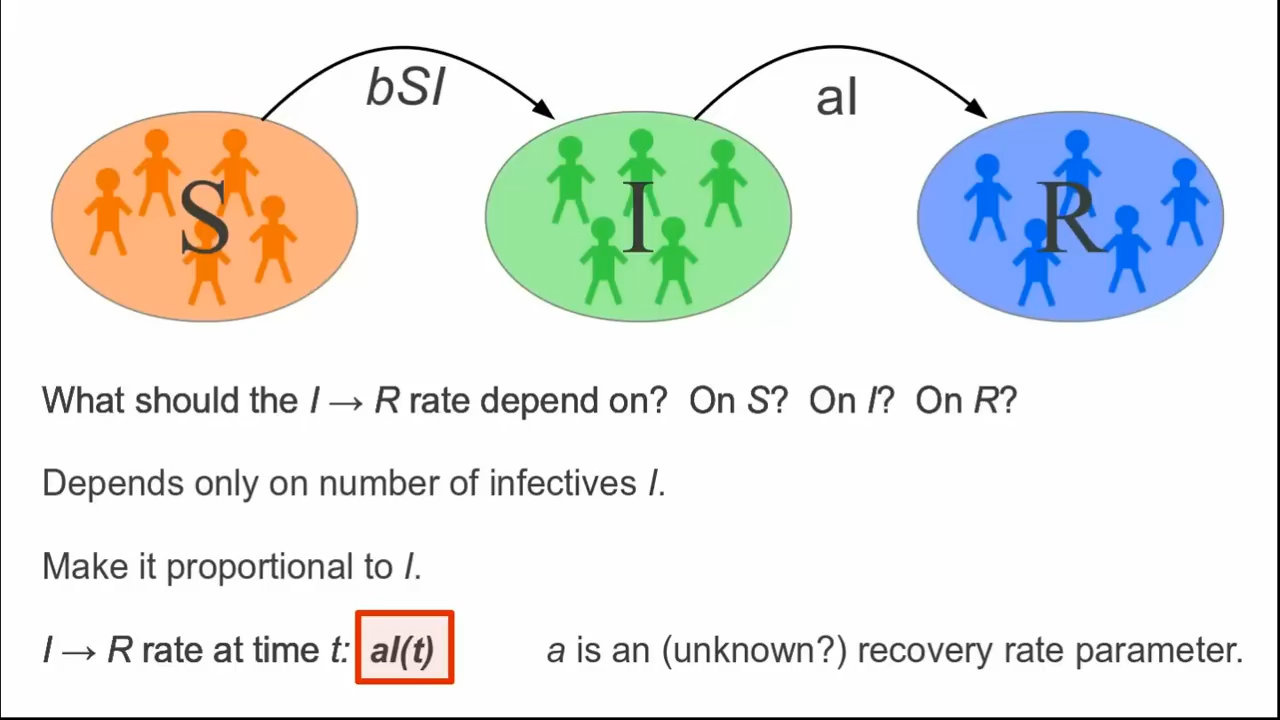 bSI
aI
S
I
R
What should the I → R rate depend on? On S? On I? On R?
Depends only on number of infectives I.
Make it proportional to I.
I → R rate at time t: aI(t) a is an (unknown?) recovery rate parameter.